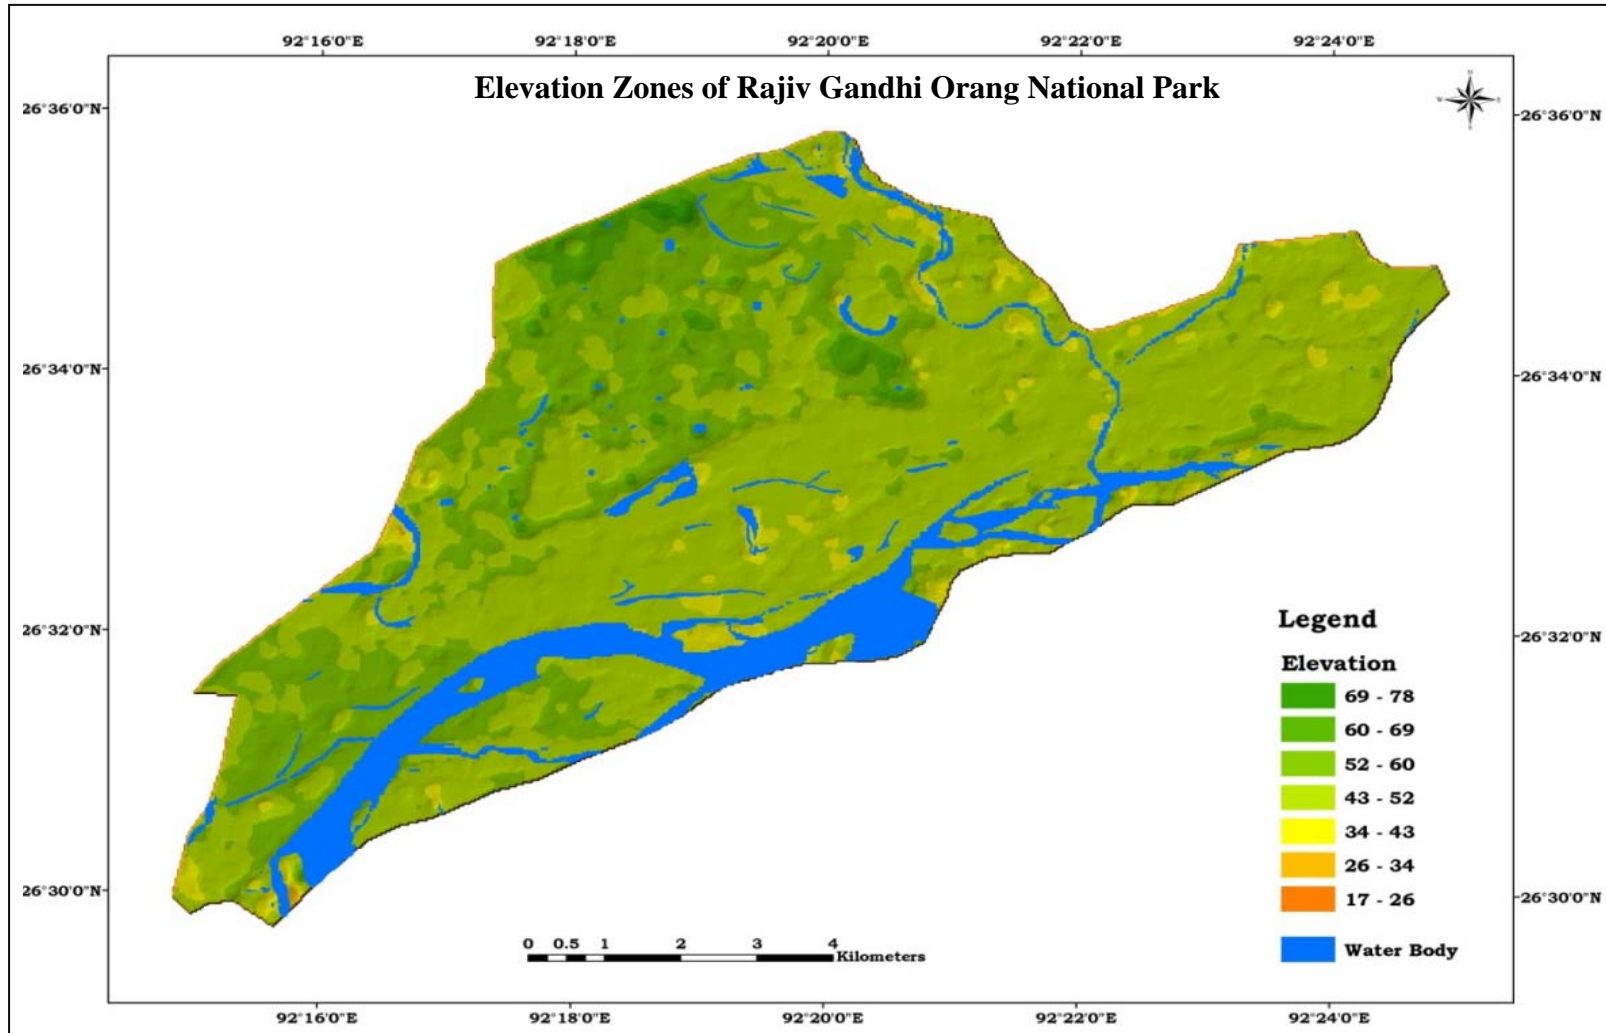 92°16'0"E 92°18'0"E 92°20'0"E 92°22'0"E 92°24'0"E
Elevation Zones of Rajiv Gandhi Orang National Park
N
W E
S
26°36'0"N 26°36'0"N
26°34'0"N 26°34'0"N
26°32'0"N 26°32'0"N
Legend
Elevation
69 - 78
60 - 69
52 - 60
43 - 52
34 - 43
26 - 34
17 - 26
26°30'0"N 26°30'0"N
Water Body
0 0.5 1 2 3 4
Kilometers
92°16'0"E 92°18'0"E 92°20'0"E 92°22'0"E 92°24'0"E